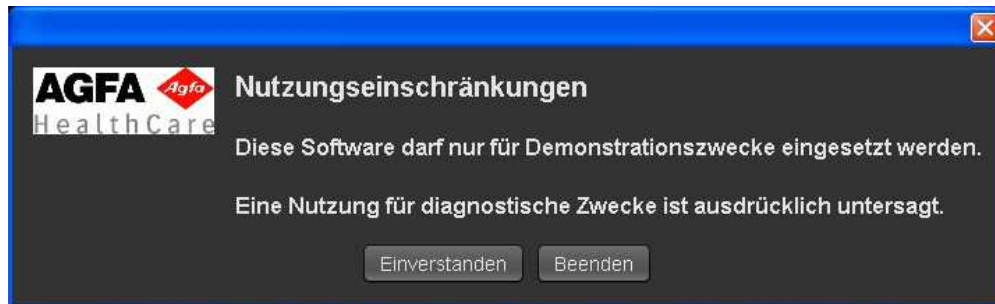 AGFA Agfa
HealthCare
Nutzungseinschränkungen
Diese Software darf nur für Demonstrationszwecke eingesetzt werden.
Eine Nutzung für diagnostische Zwecke ist ausdrücklich untersagt.
Einverstanden Beenden